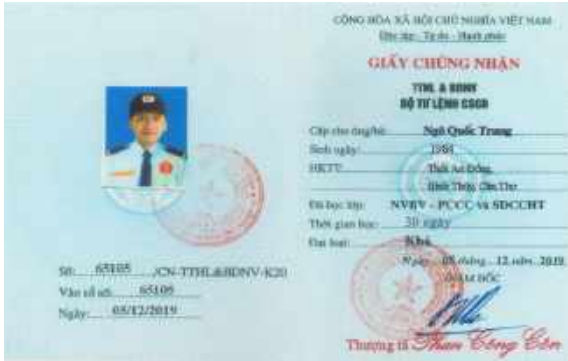 CỘNG HÒA XÃ HỘI CHỦ NGHĨA VIỆT NAM
Độc lập - Tự do - Hạnh phúc
GIẤY CHỨNG NHẬN
TTHL & BDNV
BỘ TƯ LỆNH CSCĐ
Cấp cho ông/bà: Ngô Quốc Trung
Sinh ngày: 1984
HKTT: Thới An Đông,
Bình Thủy, Cần Thơ
Đã học lớp: NVBV - PCCC và SDCCHT
Thời gian học: 30 ngày
Đạt loại: Khá
Ngày 05 tháng 12 năm 2019
GIÁM ĐỐC
Thượng tá Phan Công Côn
Số: 65105 /CN-TTHL&BDNV-K20
Vào sổ số: 65105
Ngày: 05/12/2019